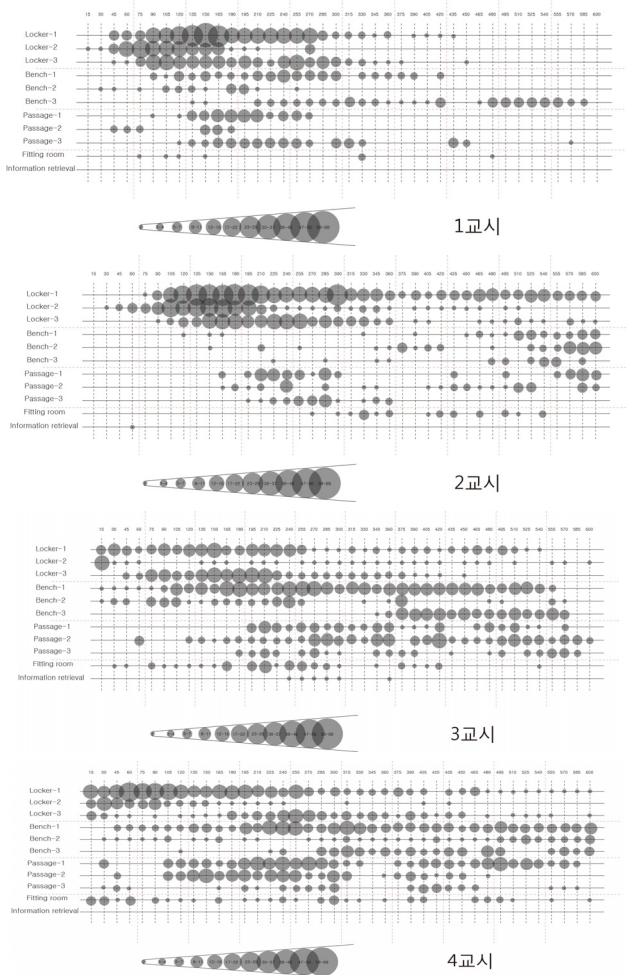 15 30 45 60 75 90 105 120 135 150 165 180 195 210 225 240 255 270 285 300 315 330 345 360 375 390 405 420 435 450 465 480 495 510 525 540 555 570 585 600
Locker-1
Locker-2
Locker-3
Bench-1
Bench-2
Bench-3
Passage-1
Passage-2
Passage-3
Fitting room
Information retrieval
1교시
15 30 45 60 75 90 105 120 135 150 165 180 195 210 225 240 255 270 285 300 315 330 345 360 375 390 405 420 435 450 465 480 495 510 525 540 555 570 585 600
Locker-1
Locker-2
Locker-3
Bench-1
Bench-2
Bench-3
Passage-1
Passage-2
Passage-3
Fitting room
Information retrieval
2교시
15 30 45 60 75 90 105 120 135 150 165 180 195 210 225 240 255 270 285 300 315 330 345 360 375 390 405 420 435 450 465 480 495 510 525 540 555 570 585 600
Locker-1
Locker-2
Locker-3
Bench-1
Bench-2
Bench-3
Passage-1
Passage-2
Passage-3
Fitting room
Information retrieval
3교시
15 30 45 60 75 90 105 120 135 150 165 180 195 210 225 240 255 270 285 300 315 330 345 360 375 390 405 420 435 450 465 480 495 510 525 540 555 570 585 600
Locker-1
Locker-2
Locker-3
Bench-1
Bench-2
Bench-3
Passage-1
Passage-2
Passage-3
Fitting room
Information retrieval
4교시